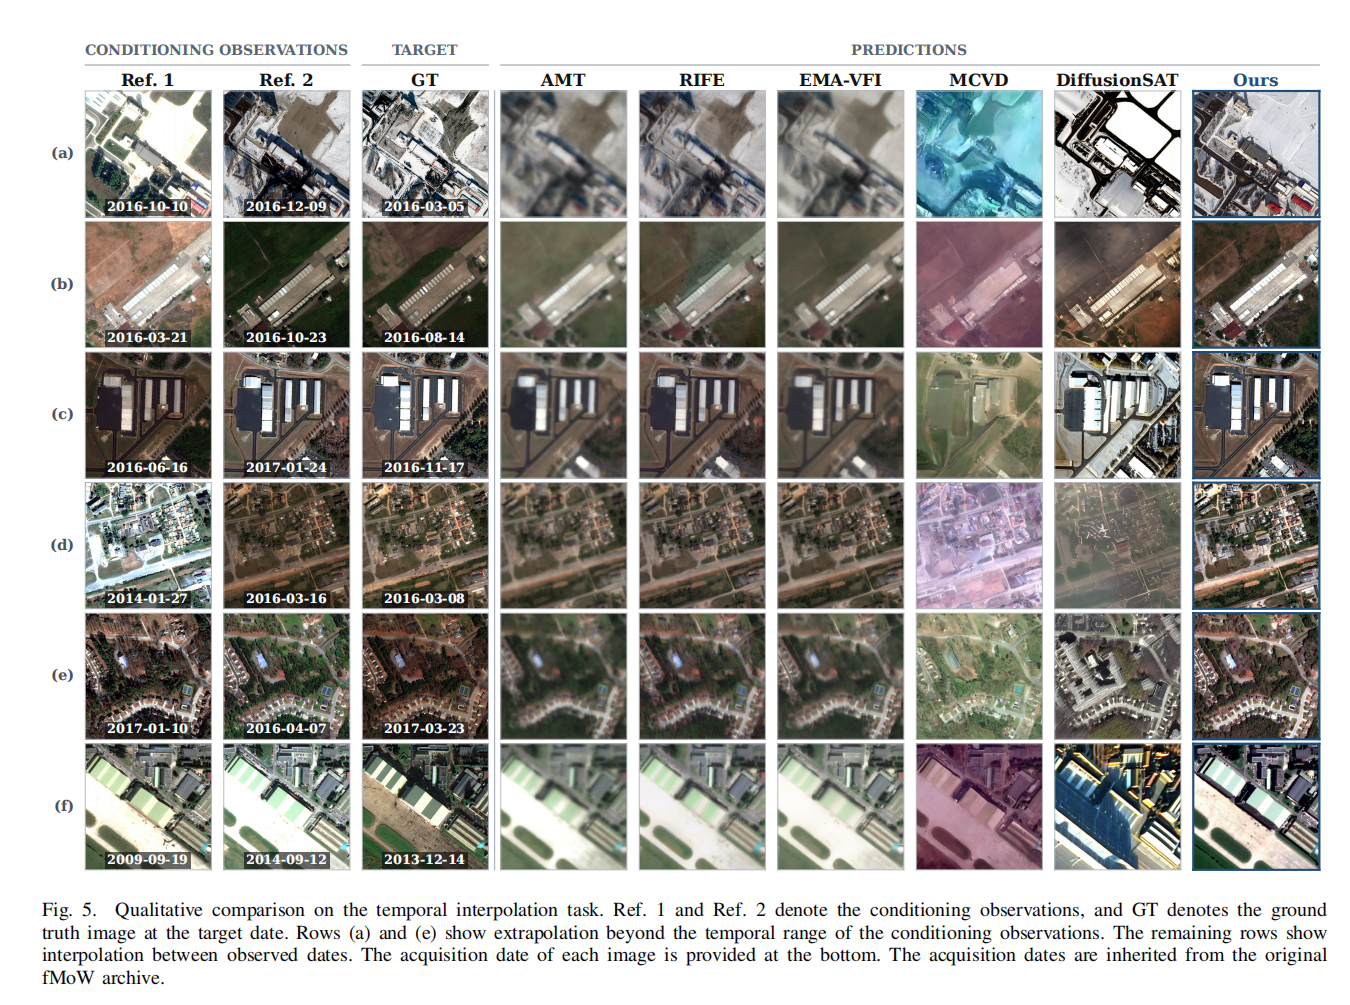 CONDITIONING OBSERVATIONS TARGET PREDICTIONS
Ref. 1 Ref. 2 GT AMT RIFE EMA-VFI MCVD DiffusionSAT Ours
(a)
2016-10-10 2016-12-09 2016-03-05
(b)
2016-03-21 2016-10-23 2016-08-14
(c)
2016-06-16 2017-01-24 2016-11-17
(d)
2014-01-27 2016-03-16 2016-03-08
(e)
2017-01-10 2016-04-07 2017-03-23
(f)
2009-09-19 2014-09-12 2013-12-14
Fig. 5. Qualitative comparison on the temporal interpolation task. Ref. 1 and Ref. 2 denote the conditioning observations, and GT denotes the ground
truth image at the target date. Rows (a) and (e) show extrapolation beyond the temporal range of the conditioning observations. The remaining rows show
interpolation between observed dates. The acquisition date of each image is provided at the bottom. The acquisition dates are inherited from the original
fMoW archive.